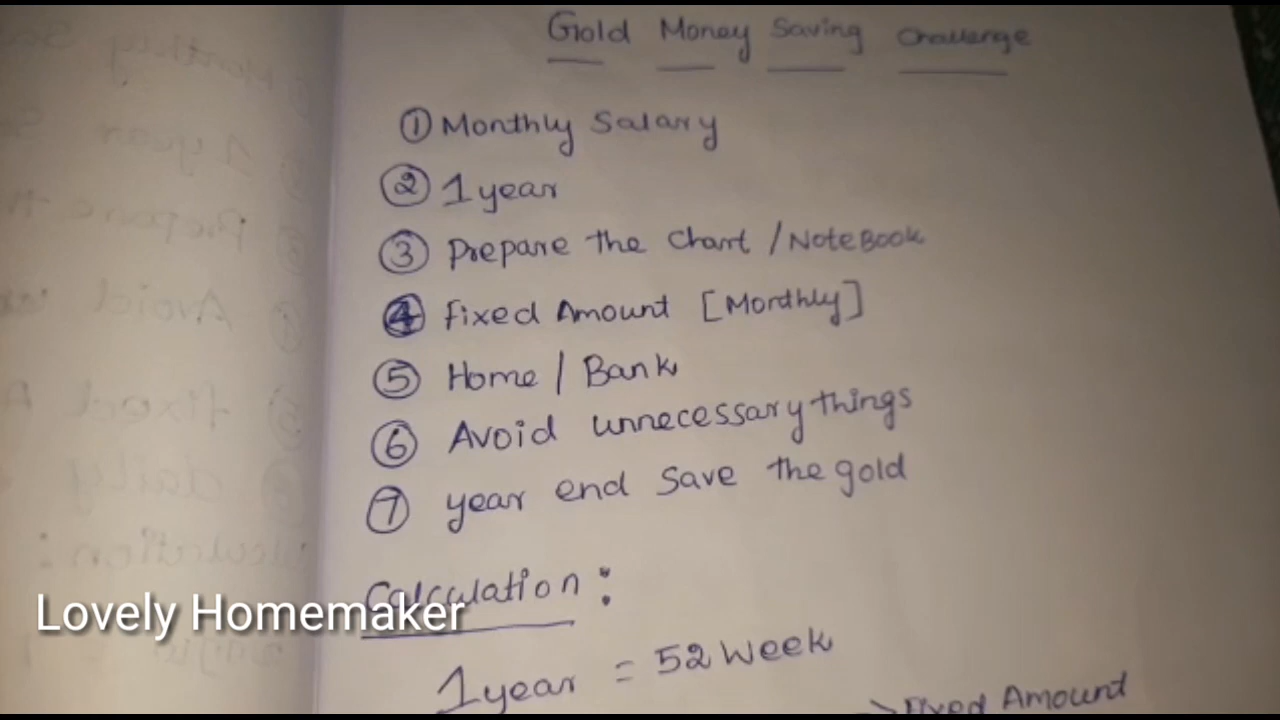 Gold Money Saving Challenge
① Monthly Salary
② 1 year
③ Prepare the Chart / NoteBook
④ Fixed Amount [Monthly]
⑤ Home / Bank
⑥ Avoid unnecessary things
⑦ year end Save the gold
Calculation :
Lovely Homemaker
1 year = 52 Week
Fixed Amount